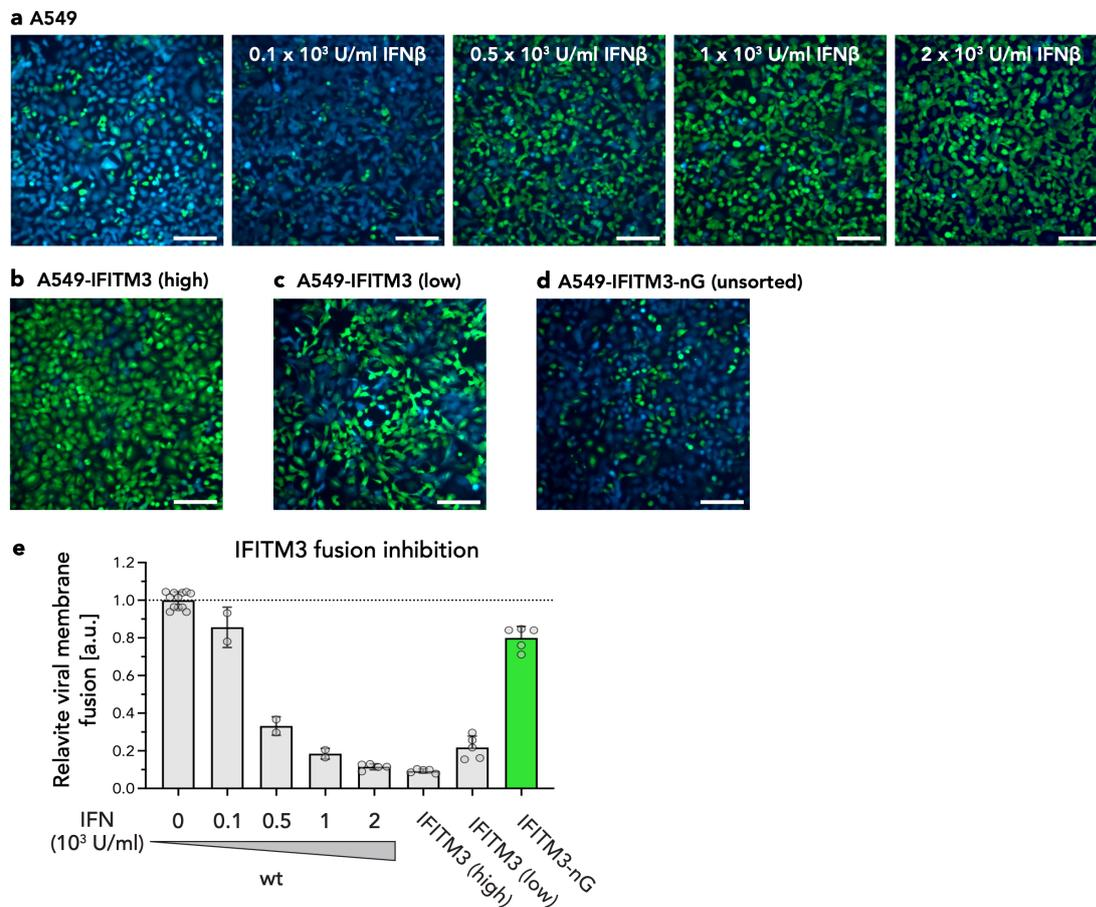 a A549
0.1 x 10³ U/ml IFNβ
0.5 x 10³ U/ml IFNβ
1 x 10³ U/ml IFNβ
2 x 10³ U/ml IFNβ
b A549-IFITM3 (high)
c A549-IFITM3 (low)
d A549-IFITM3-nG (unsorted)
e
IFITM3 fusion inhibition
Relavite viral membrane
fusion [a.u.]
1.2
1.0
0.8
0.6
0.4
0.2
0.0
IFN
(10³ U/ml)
0 0.1 0.5 1 2
wt
IFITM3 (high)
IFITM3 (low)
IFITM3-nG